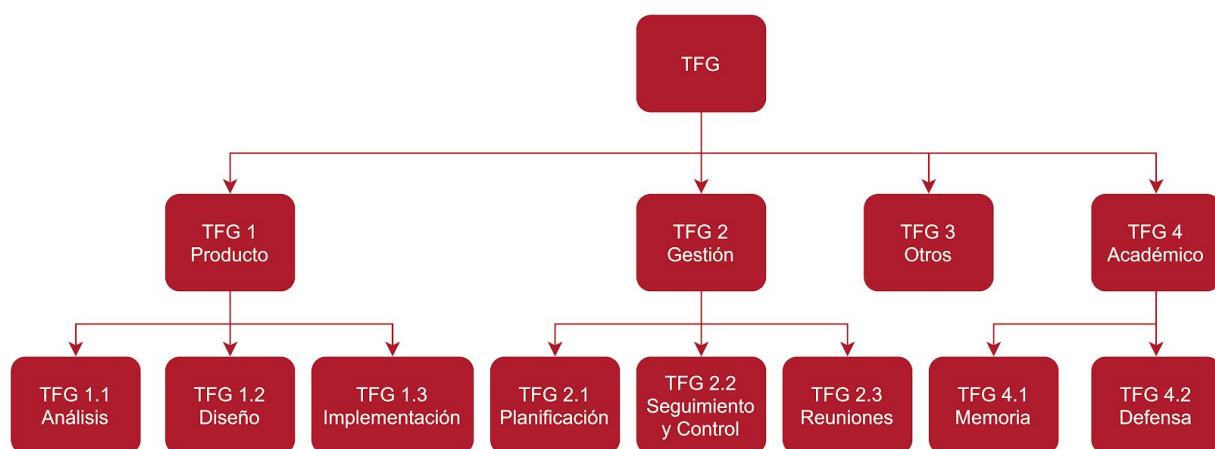 TFG
TFG 1
Producto
TFG 2
Gestión
TFG 3
Otros
TFG 4
Académico
TFG 1.1
Análisis
TFG 1.2
Diseño
TFG 1.3
Implementación
TFG 2.1
Planificación
TFG 2.2
Seguimiento
y Control
TFG 2.3
Reuniones
TFG 4.1
Memoria
TFG 4.2
Defensa